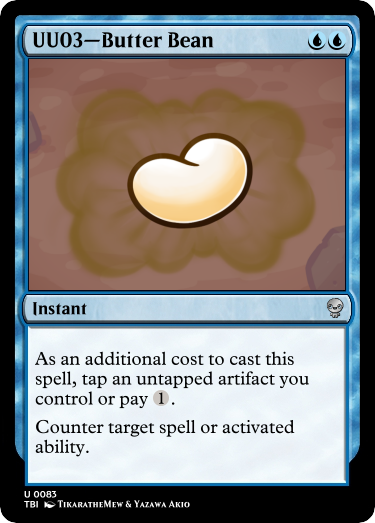 UU03—Butter Bean
Instant
As an additional cost to cast this
spell, tap an untapped artifact you
control or pay 1.
Counter target spell or activated
ability.
U 0083
TBI TikaratheMew & Yazawa Akio